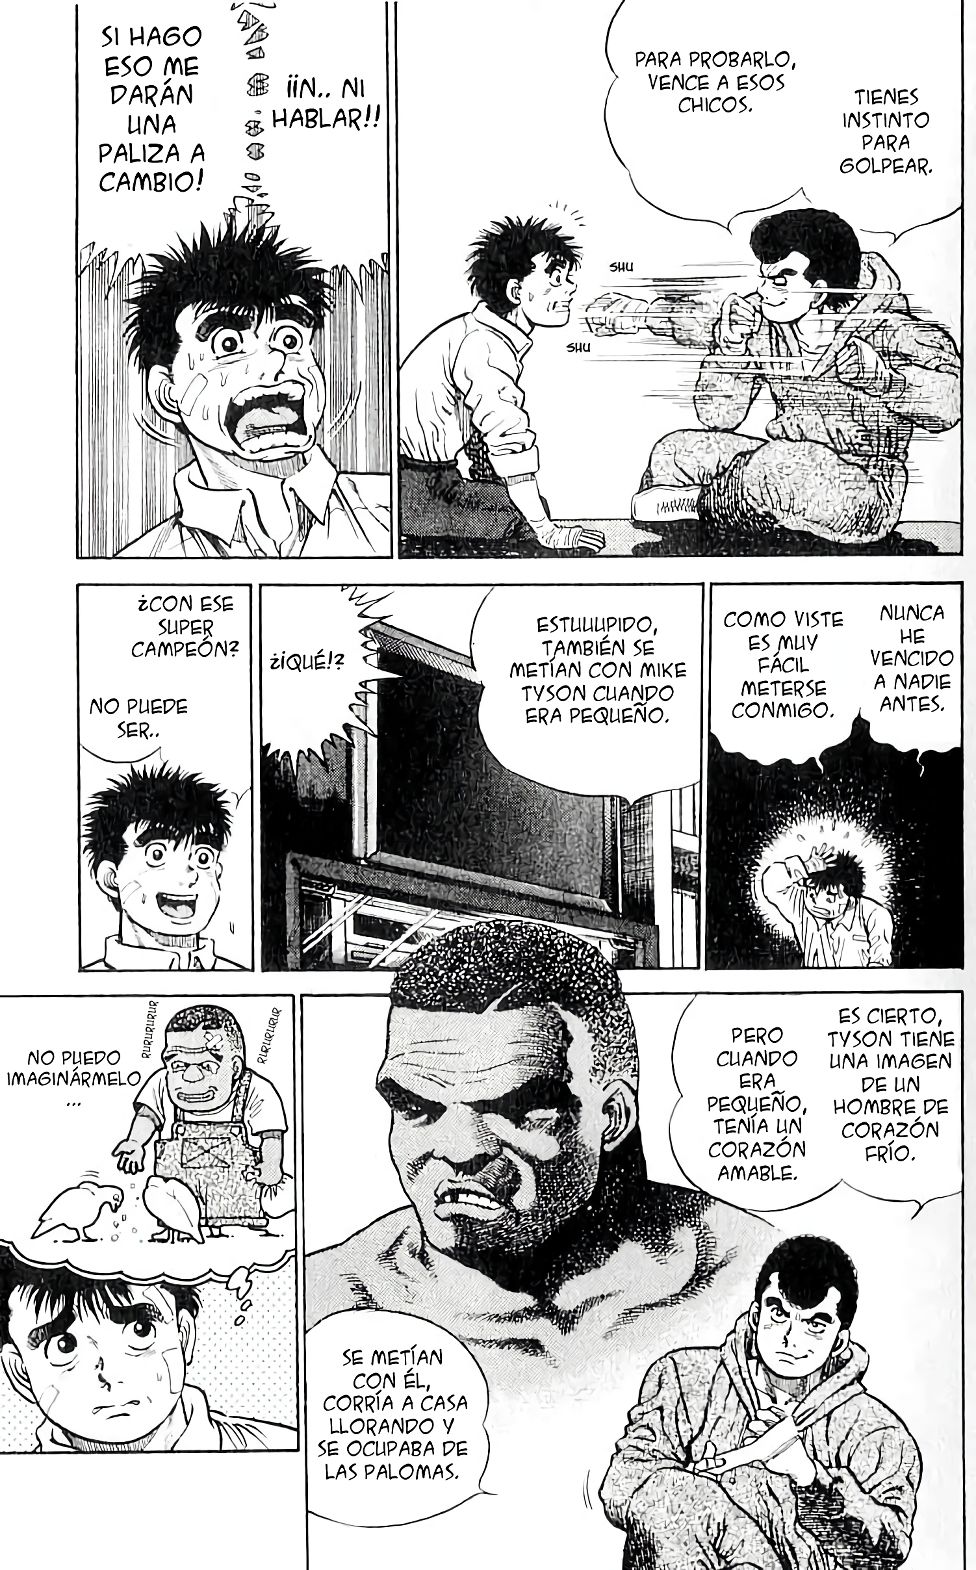 TIENES
INSTINTO
PARA
GOLPEAR.
PARA PROBARLO,
VENCE A ESOS
CHICOS.
SHU
SHU
¡¡N.. NI
HABLAR!!
SI HAGO
ESO ME
DARÁN
UNA
PALIZA A
CAMBIO!
NUNCA
HE
VENCIDO
A NADIE
ANTES.
COMO VISTE
ES MUY
FÁCIL
METERSE
CONMIGO.
ESTUUUPIDO,
TAMBIÉN SE
METÍAN CON MIKE
TYSON CUANDO
ERA PEQUEÑO.
¿¡QUÉ!?
¿CON ESE
SUPER
CAMPEÓN?
NO PUEDE
SER..
ES CIERTO,
TYSON TIENE
UNA IMAGEN
DE UN
HOMBRE DE
CORAZÓN
FRÍO.
PERO
CUANDO
ERA
PEQUEÑO,
TENÍA UN
CORAZÓN
AMABLE.
SE METÍAN
CON ÉL,
CORRÍA A CASA
LLORANDO Y
SE OCUPABA DE
LAS PALOMAS.
RURURURUR
RURURURUR
NO PUEDO
IMAGINÁRMELO
...